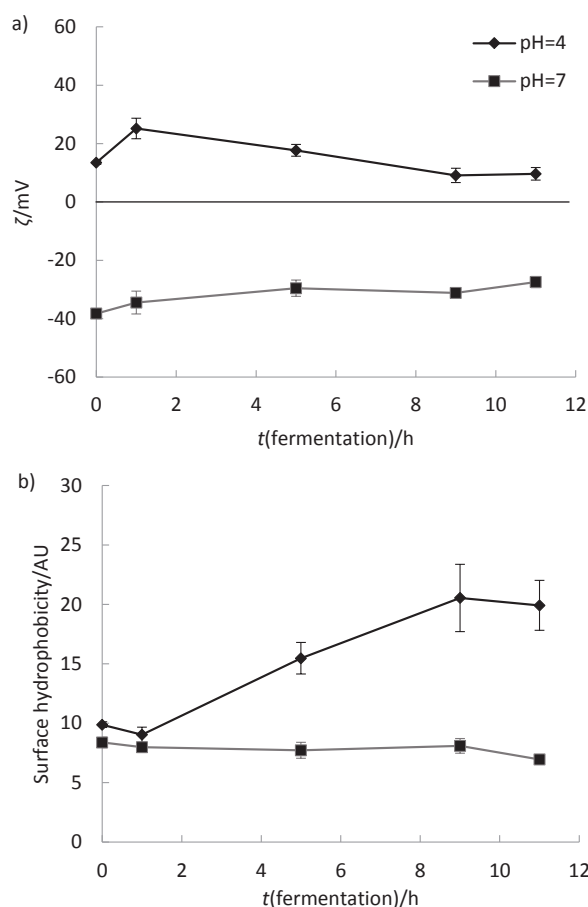 a)
60
40
20
0
-20
-40
-60
ζ/mV
pH=4
pH=7
0 2 4 6 8 10 12
t(fermentation)/h
b)
30
25
20
15
10
5
0
Surface hydrophobicity/AU
0 2 4 6 8 10 12
t(fermentation)/h